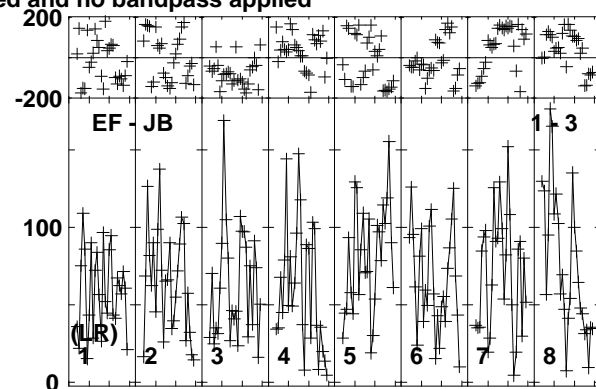 ed and no bandpass applied
200
-200
EF - JB 1 - 3
100
(LR)
1 2 3 4 5 6 7 8
0